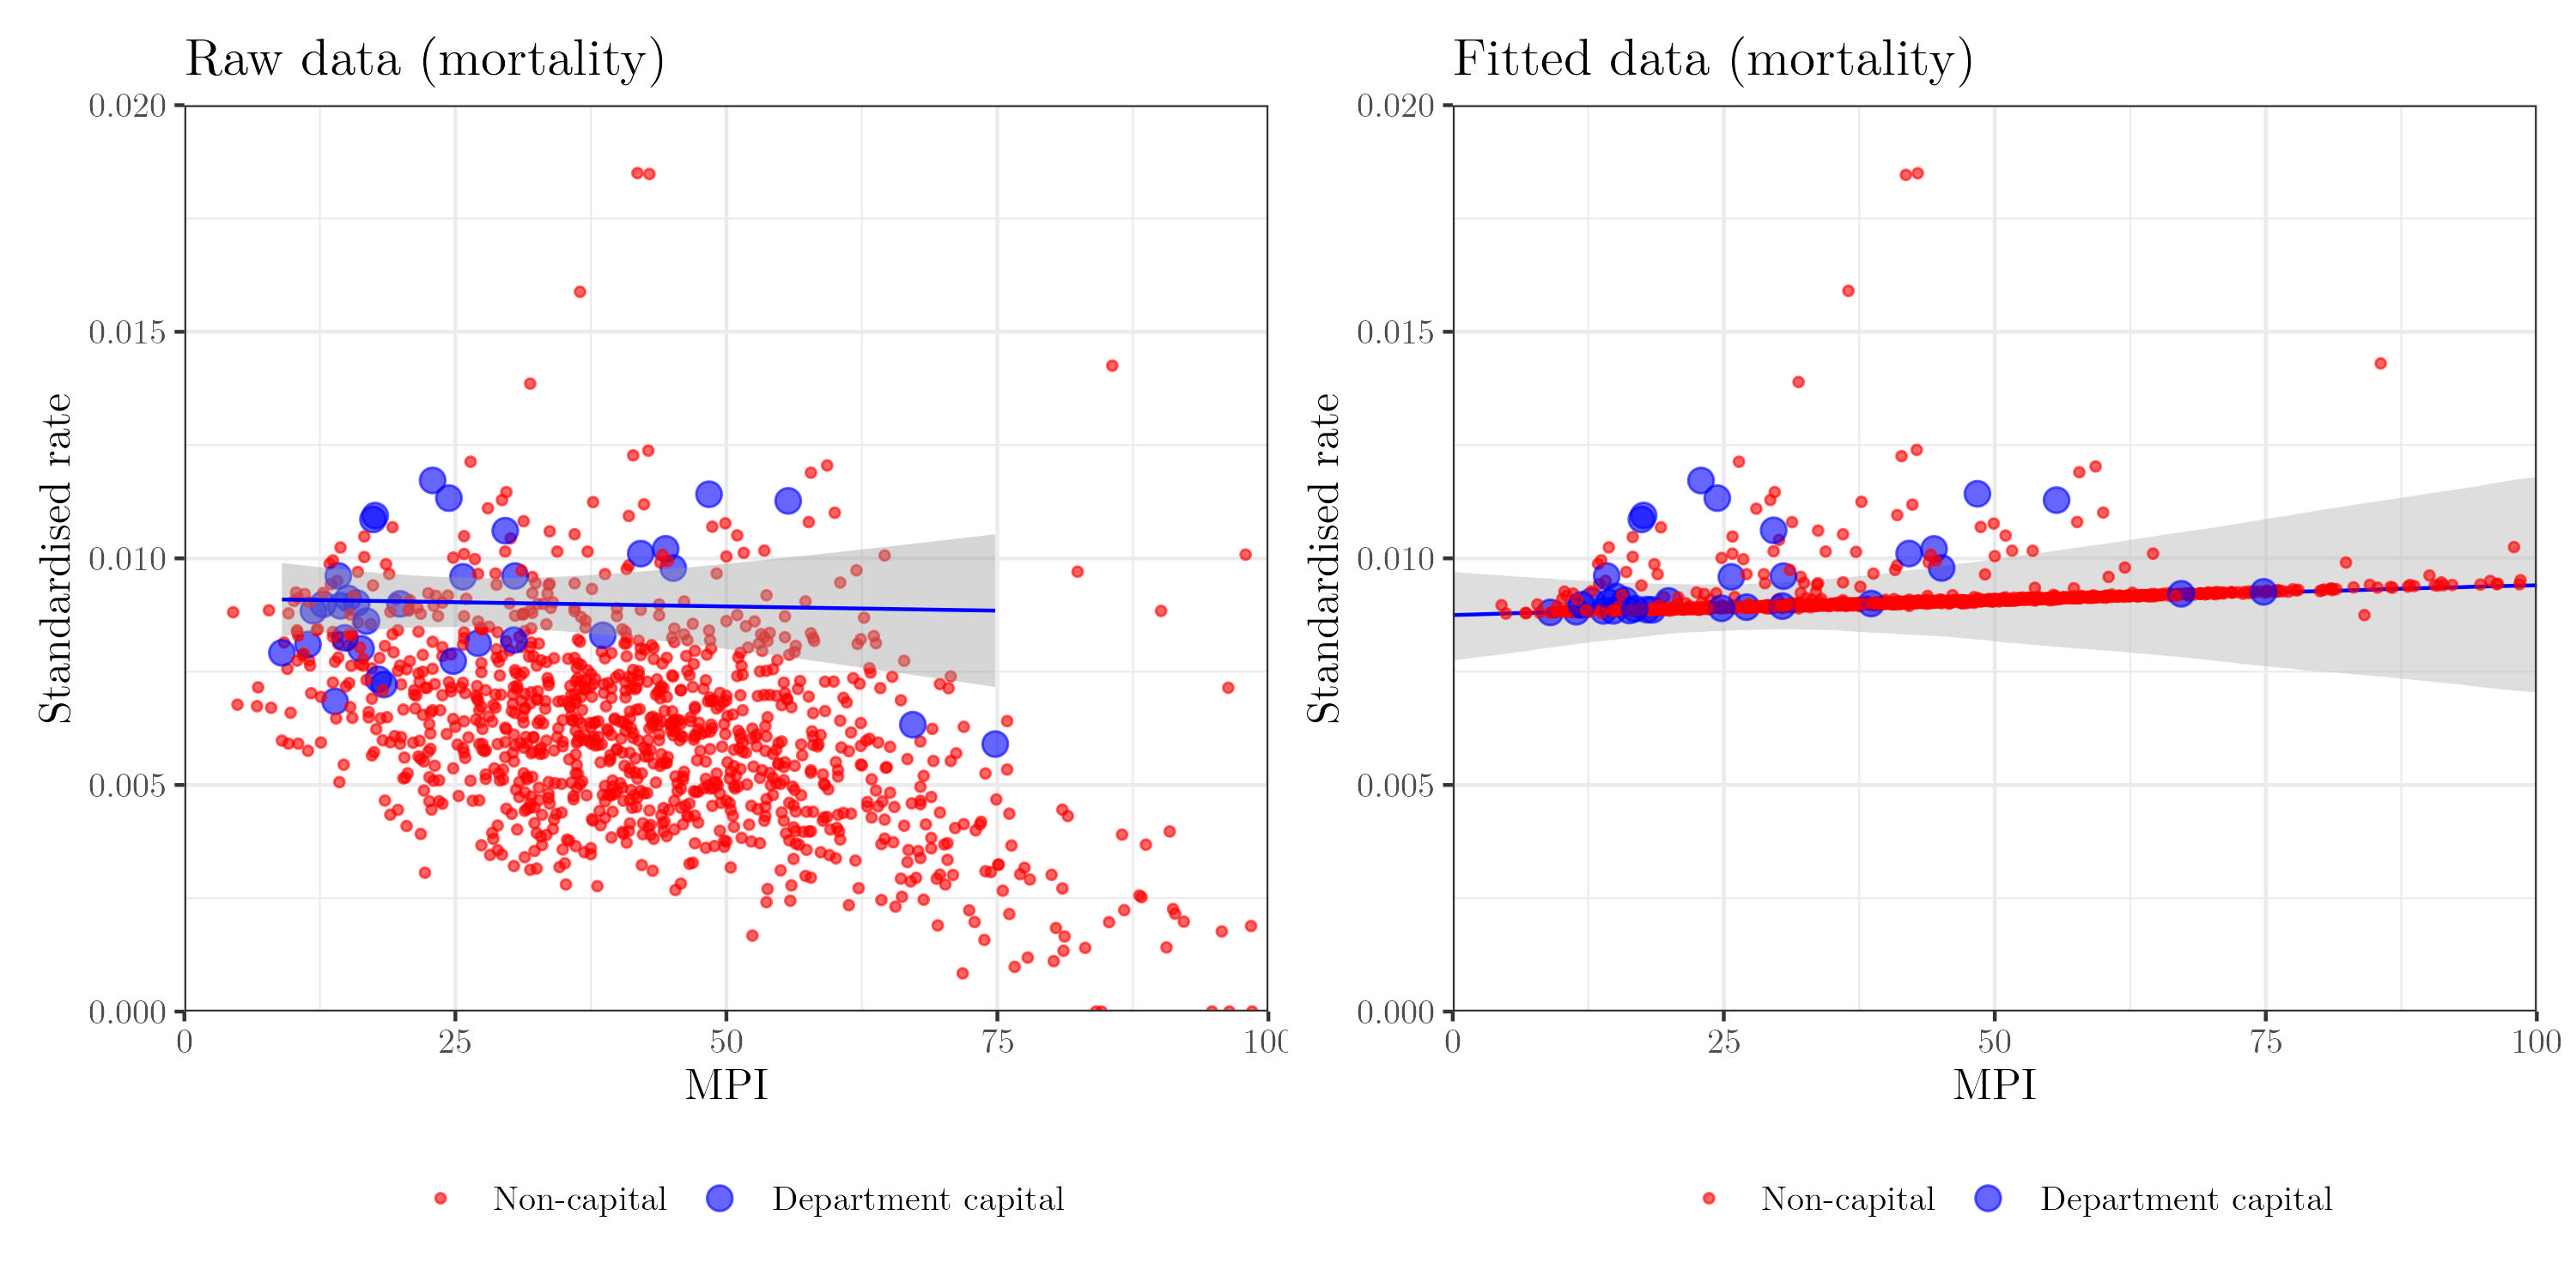 Raw data (mortality)
Standardised rate
0.020
0.015
0.010
0.005
0.000
0 25 50 75 100
MPI
Non-capital Department capital
Fitted data (mortality)
Standardised rate
0.020
0.015
0.010
0.005
0.000
0 25 50 75 100
MPI
Non-capital Department capital